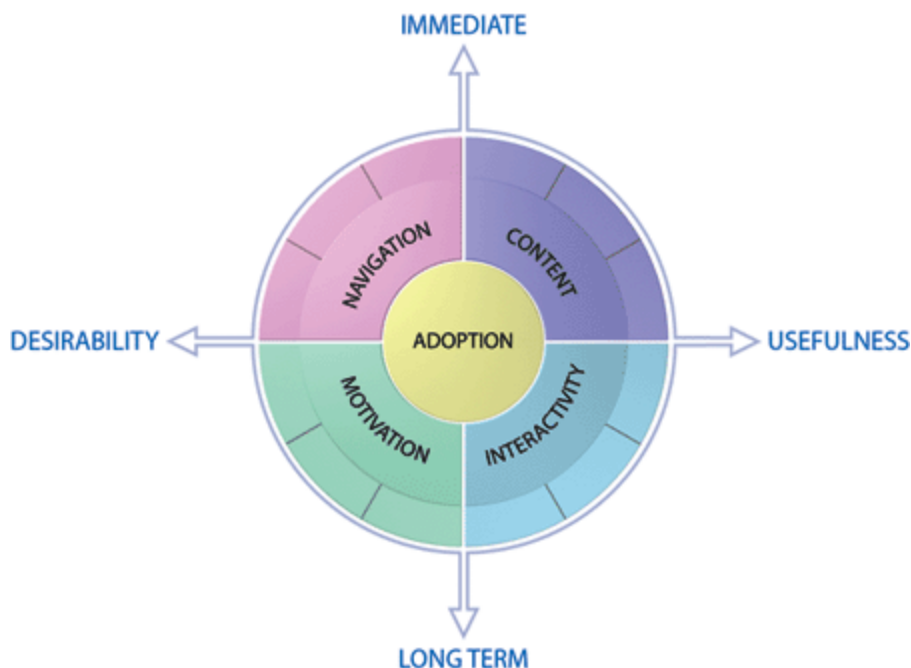 IMMEDIATE
NAVIGATION
CONTENT
DESIRABILITY
ADOPTION
USEFULNESS
MOTIVATION
INTERACTIVITY
LONG TERM